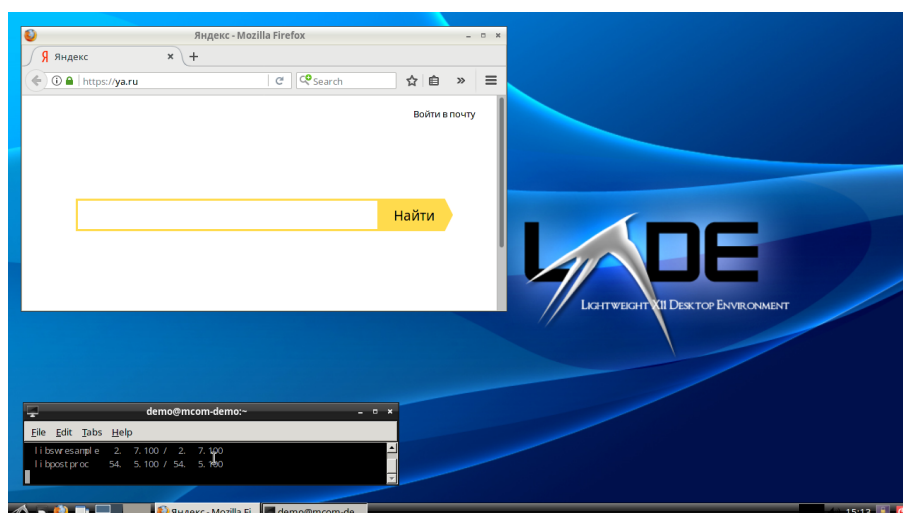 Яндекс - Mozilla Firefox
Яндекс
https://ya.ru
Search
Войти в почту
Найти
LXDE
Lightweight X11 Desktop Environment
demo@mcom-demo:~
File Edit Tabs Help
libswresample 2. 7.100 / 2. 7.100
libpostproc 54. 5.100 / 54. 5.100
Яндекс - Mozilla Fi
demo@mcom-de
15:13